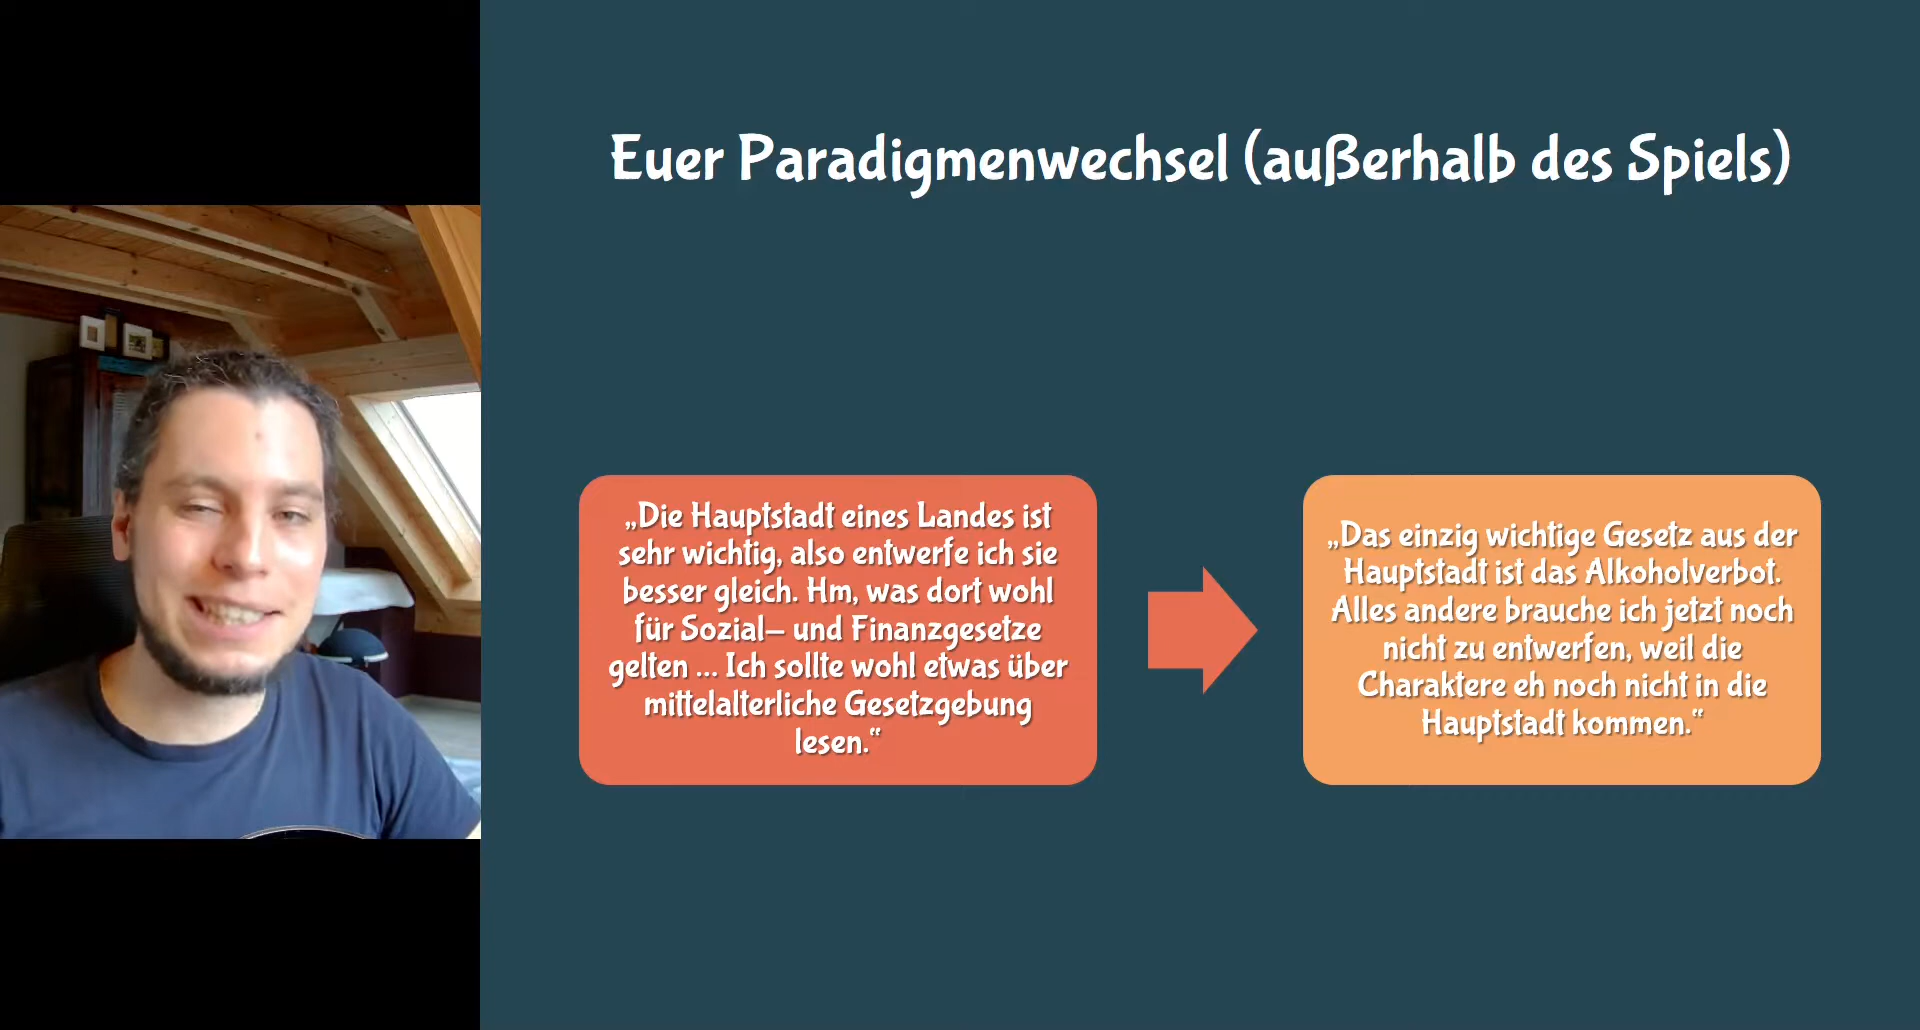 Euer Paradigmenwechsel (außerhalb des Spiels)
„Die Hauptstadt eines Landes ist
sehr wichtig, also entwerfe ich sie
besser gleich. Hm, was dort wohl
für Sozial– und Finanzgesetze
gelten ... Ich sollte wohl etwas über
mittelalterliche Gesetzgebung
lesen.“
„Das einzig wichtige Gesetz aus der
Hauptstadt ist das Alkoholverbot.
Alles andere brauche ich jetzt noch
nicht zu entwerfen, weil die
Charaktere eh noch nicht in die
Hauptstadt kommen.“